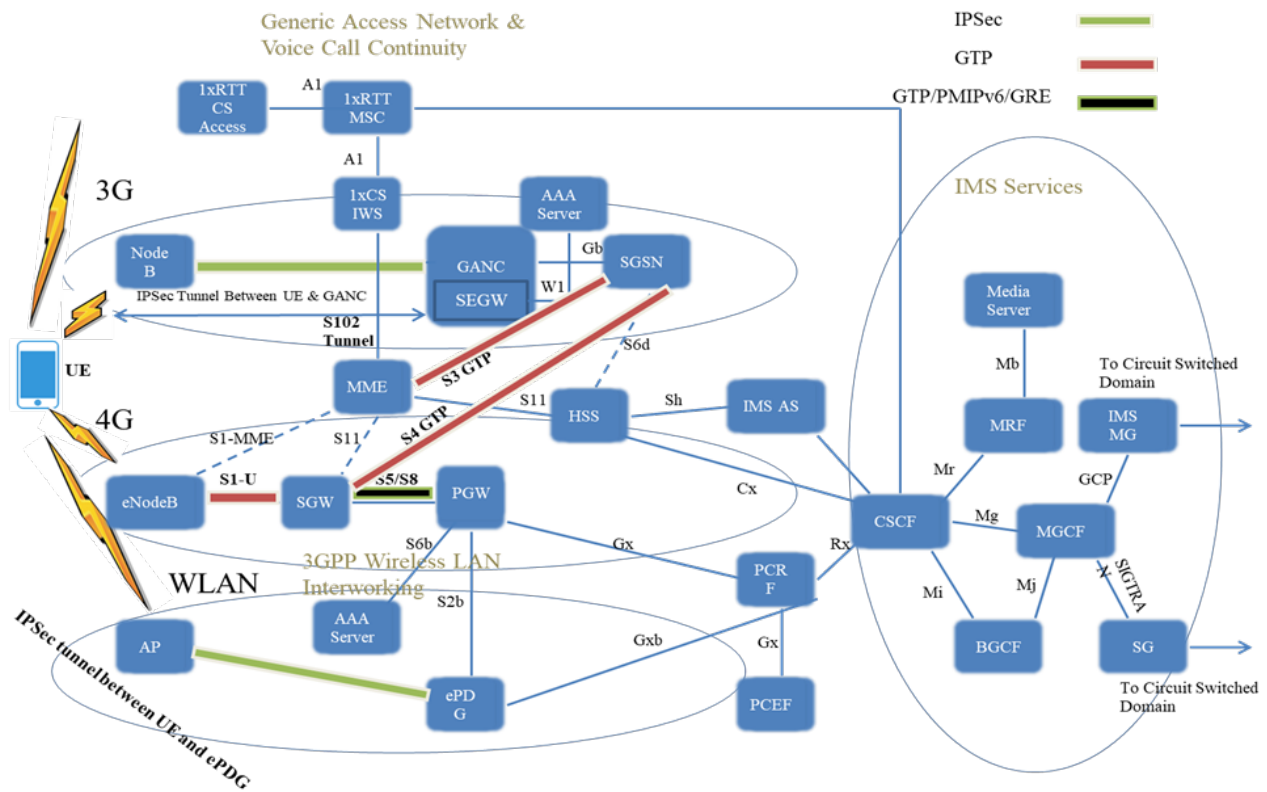 Generic Access Network &
Voice Call Continuity
IPSec
GTP
GTP/PMIPv6/GRE
1xRTT
CS
Access
A1
1xRTT
MSC
A1
3G
1xCS
IWS
AAA
Server
IMS Services
Node
B
GANC
Gb
SGSN
SEGW
W1
IPSec Tunnel Between UE & GANC
S102
Tunnel
Media
Server
S6d
S3 GTP
UE
MME
S11
HSS
Sh
IMS AS
Mb
To Circuit Switched
Domain
MRF
IMS
MG
4G
S1-MME
S11
S4 GTP
Mr
GCP
eNodeB
S1-U
SGW
S5/S8
PGW
Cx
CSCF
Mg
MGCF
S6b
Gx
Rx
3GPP Wireless LAN
Interworking
WLAN
PCR
F
SIGTRA
N
S2b
Mi
Mj
AP
AAA
Server
Gxb
Gx
BGCF
SG
IPSec tunnel between UE and ePDG
ePD
G
PCEF
To Circuit Switched
Domain